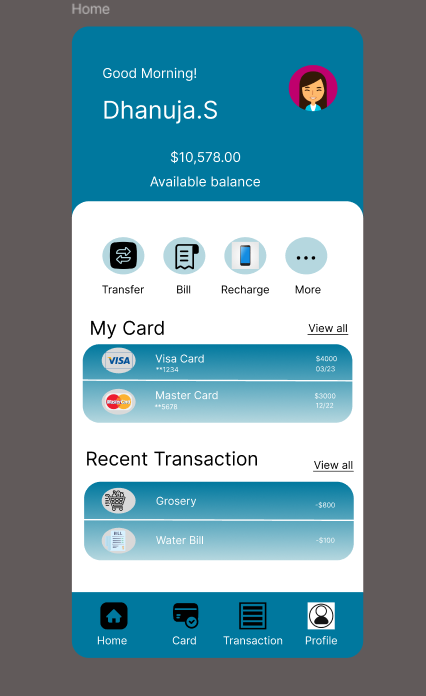 Home
Good Morning!
Dhanuja.S
$10,578.00
Available balance
Transfer Bill Recharge More
My Card View all
VISA Visa Card $4000
**1234 03/23
MasterCard Master Card $3000
**5678 12/22
Recent Transaction View all
Grosery -$800
BILL Water Bill -$100
Home Card Transaction Profile